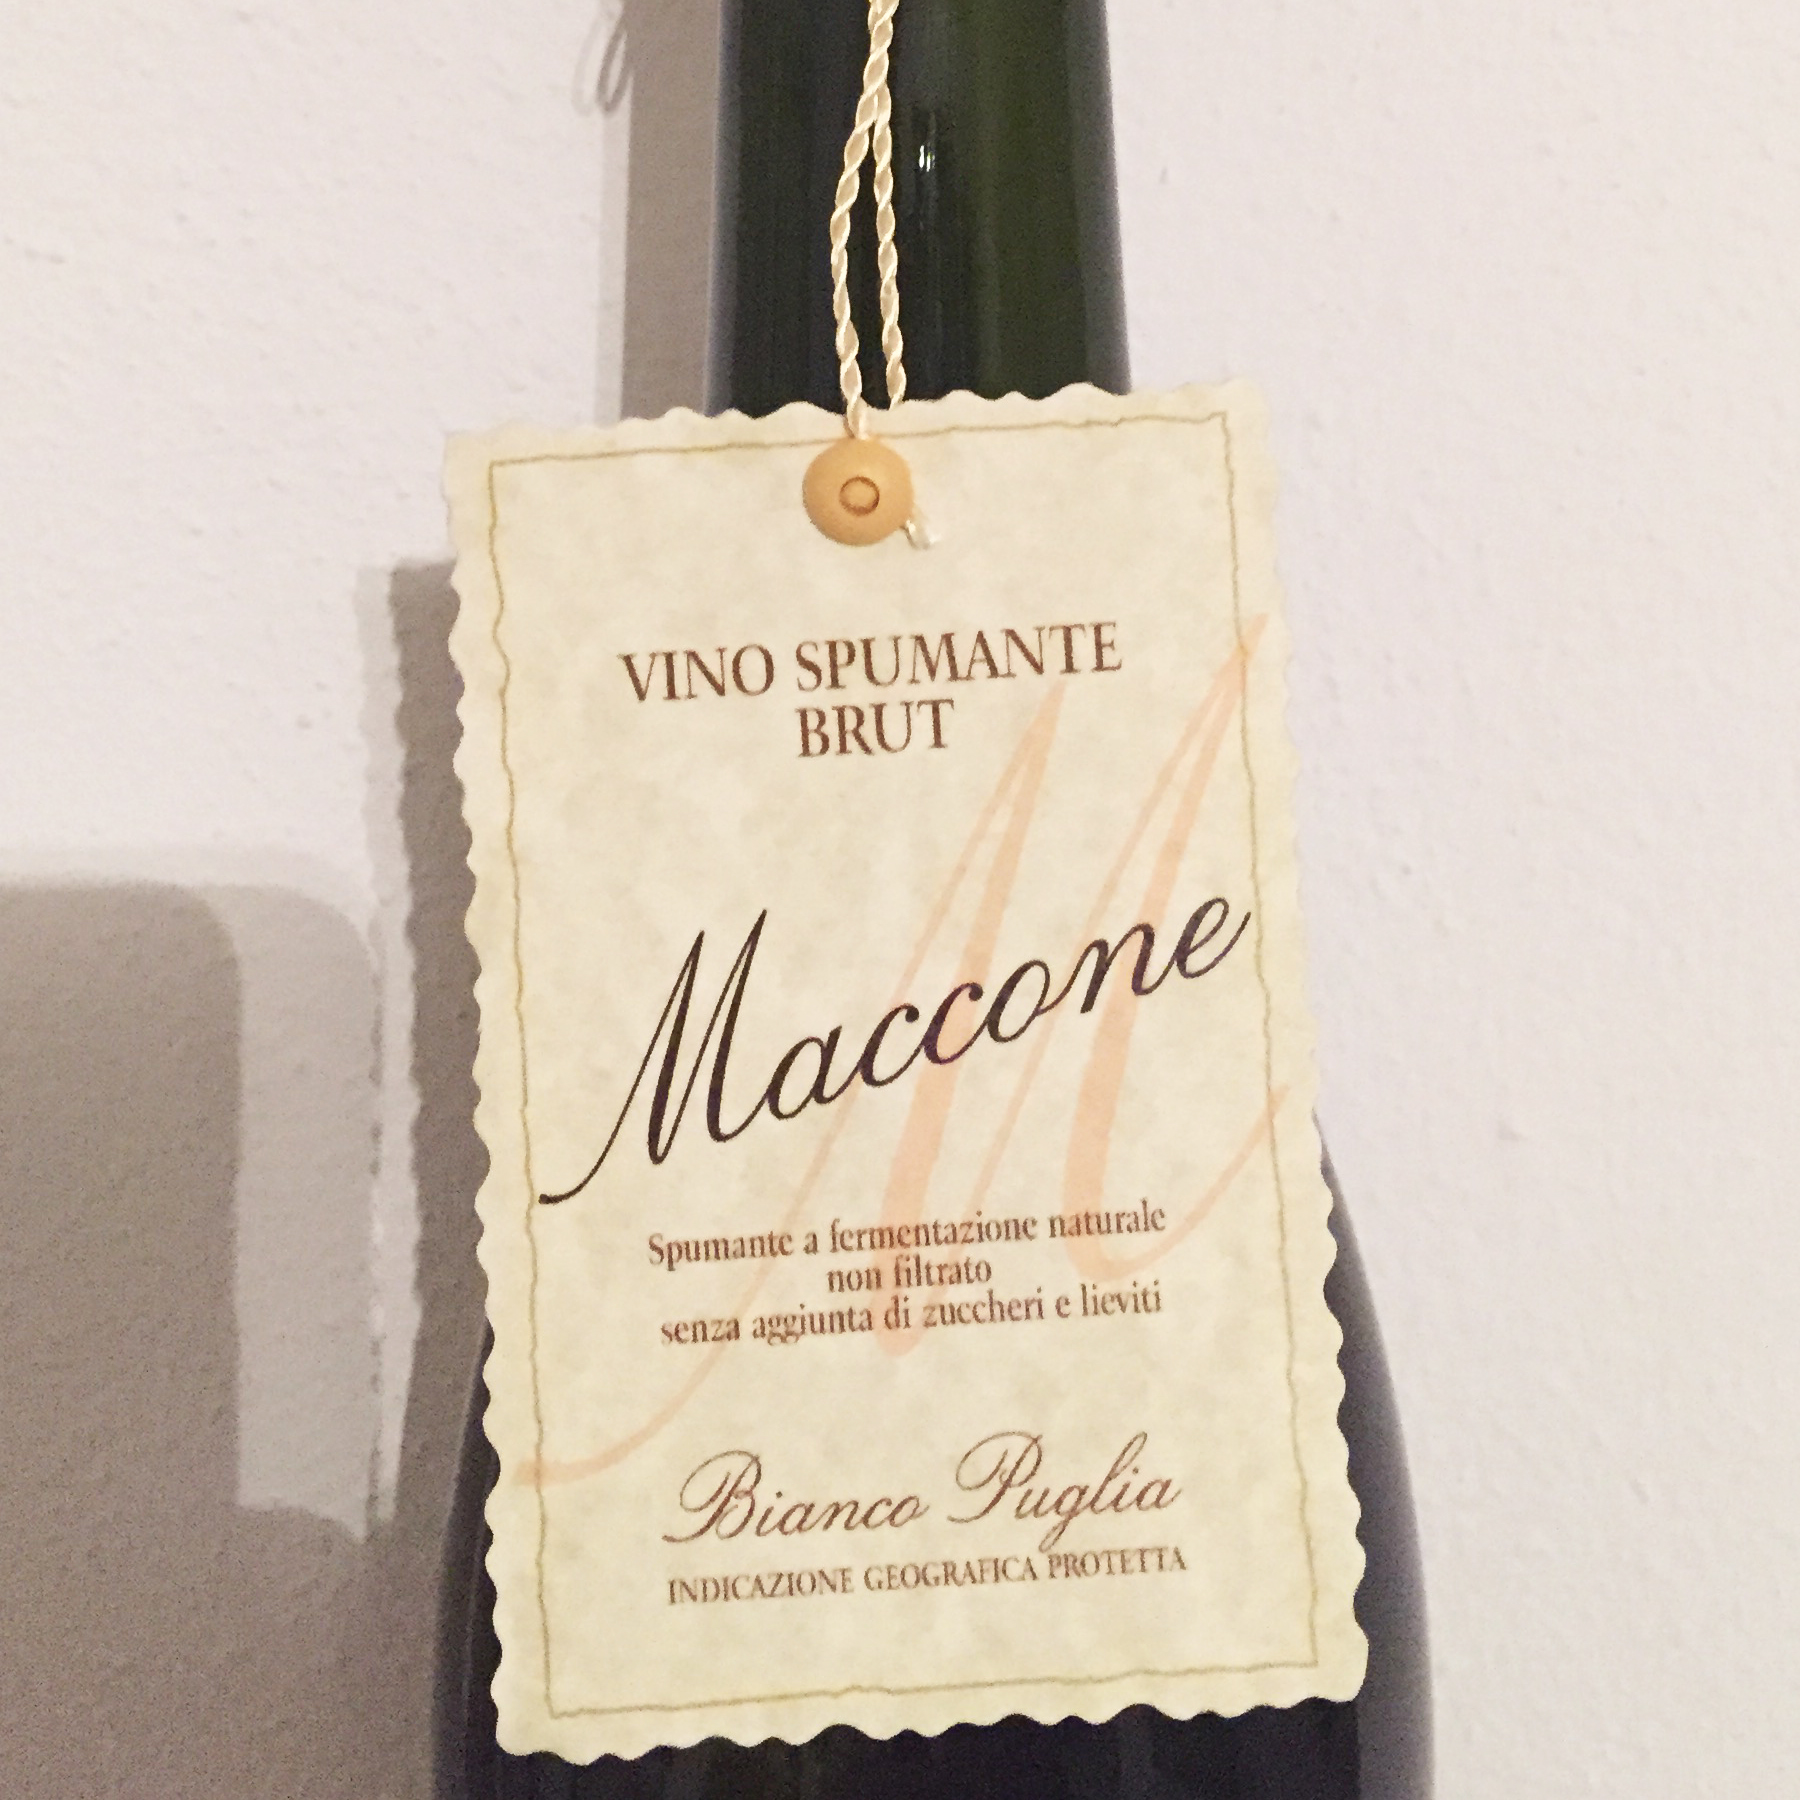 VINO SPUMANTE
BRUT
M
Maccone
Spumante a fermentazione naturale
non filtrato
senza aggiunta di zuccheri e lieviti
Bianco Puglia
INDICAZIONE GEOGRAFICA PROTETTA